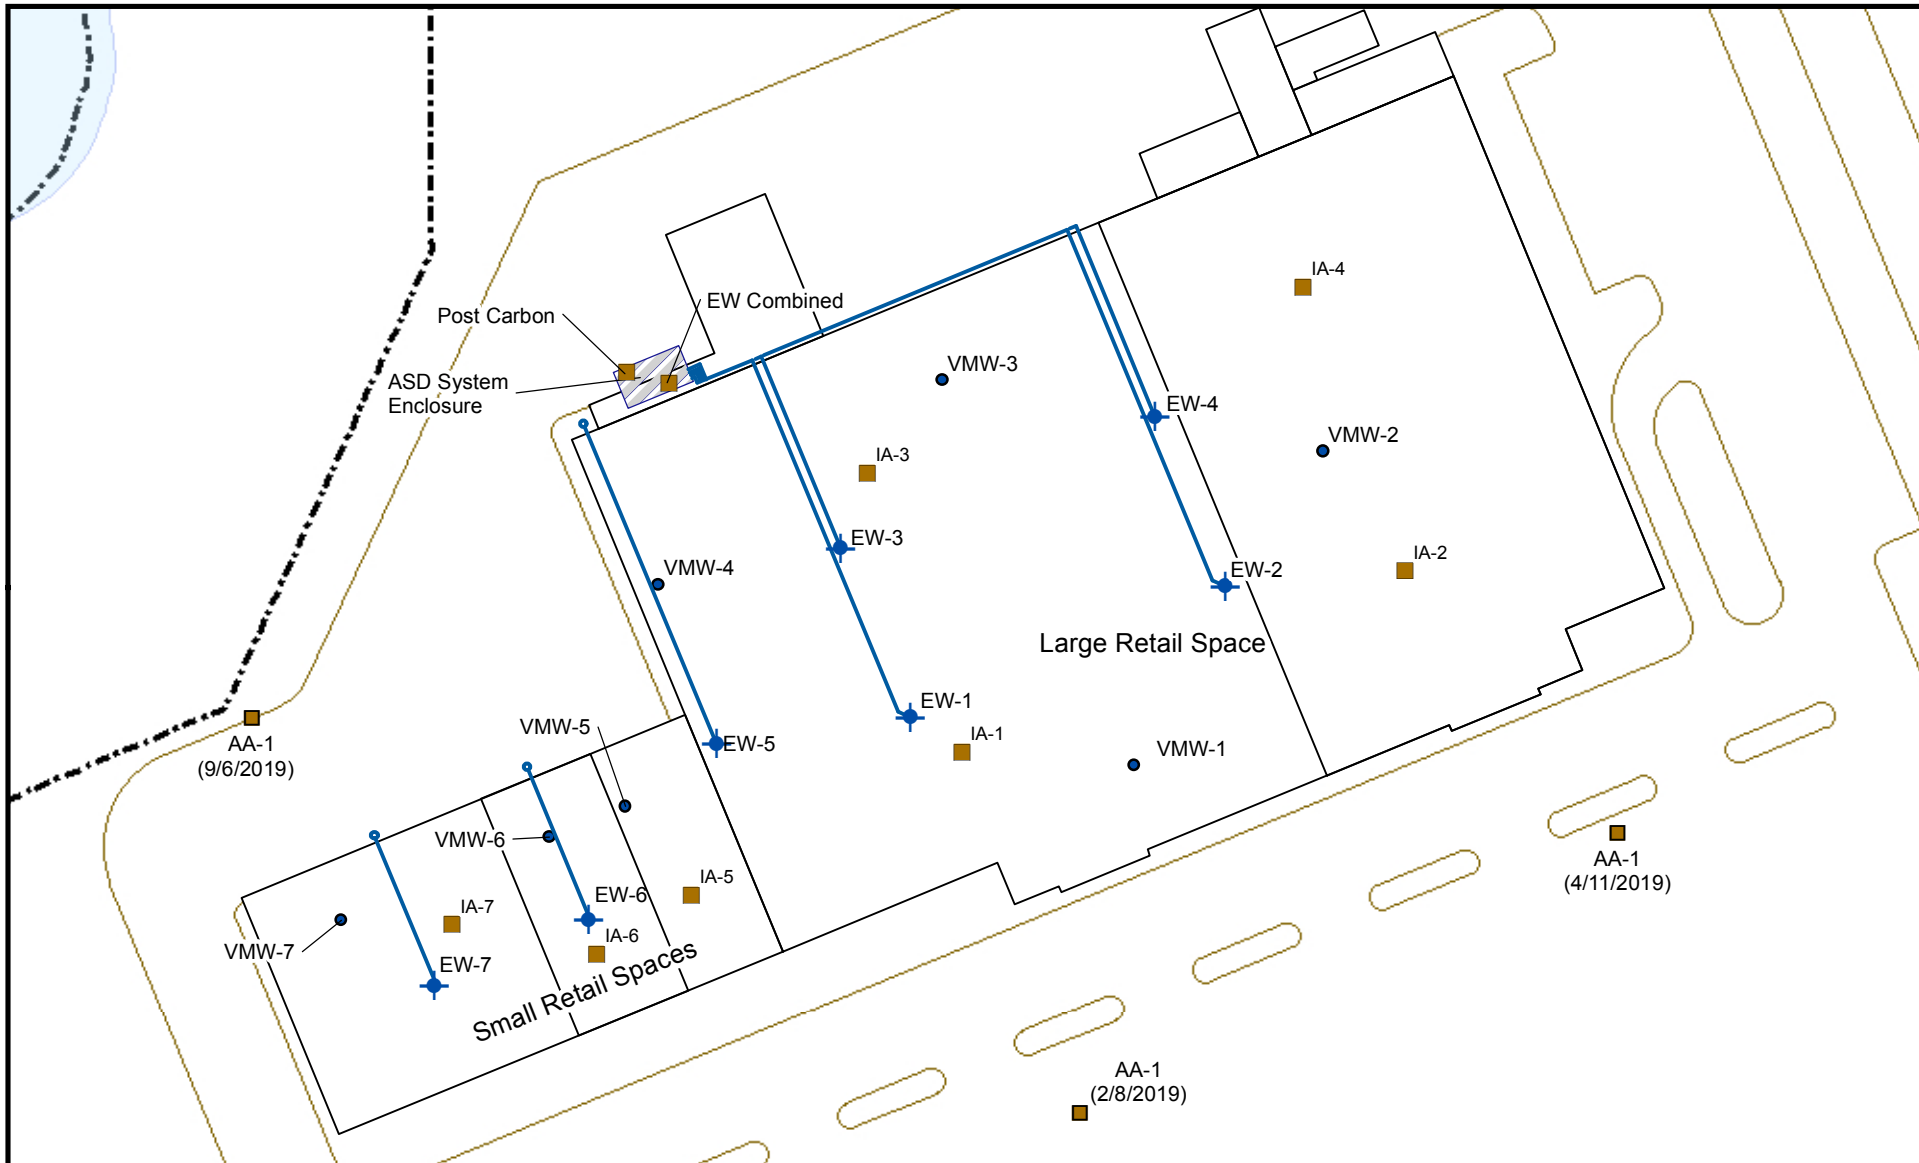 IA-4
EW Combined
Post Carbon
VMW-3
ASD System
Enclosure
EW-4
VMW-2
IA-3
EW-3
IA-2
VMW-4
EW-2
Large Retail Space
EW-1
VMW-5
IA-1
EW-5
VMW-1
AA-1
(9/6/2019)
VMW-6
AA-1
(4/11/2019)
IA-5
EW-6
IA-7
IA-6
VMW-7
EW-7
Small Retail Spaces
AA-1
(2/8/2019)